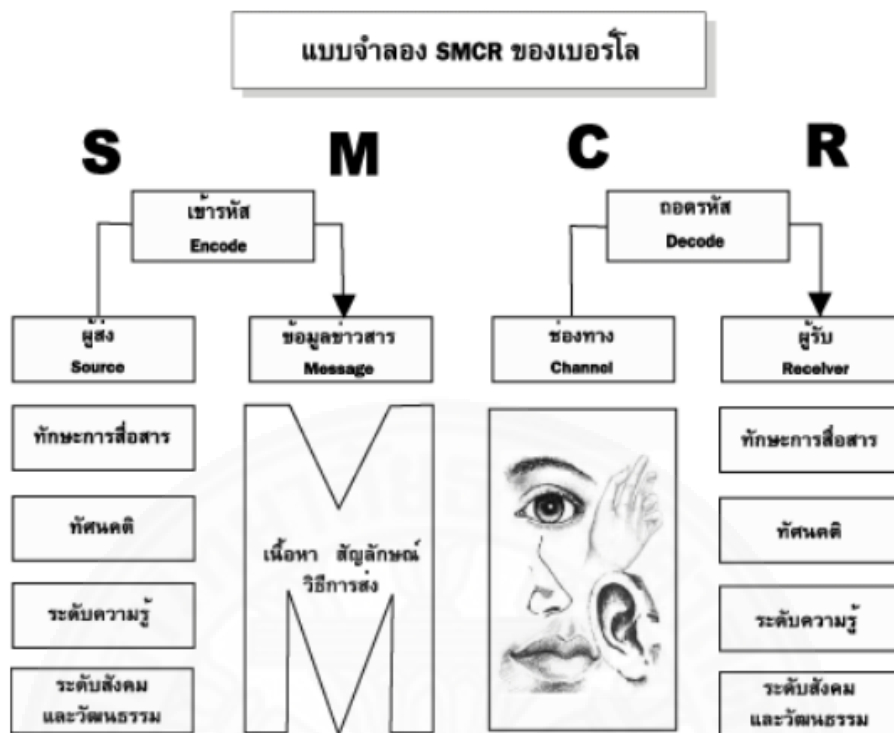 แบบจำลอง SMCR ของเบอร์โล
S M C R
เข้ารหัส
Encode
ถอดรหัส
Decode
ผู้ส่ง
Source
ข้อมูลข่าวสาร
Message
ช่องทาง
Channel
ผู้รับ
Receiver
ทักษะการสื่อสาร
ทัศนคติ
ระดับความรู้
ระดับสังคม
และวัฒนธรรม
เนื้อหา สัญลักษณ์
วิธีการส่ง
ทักษะการสื่อสาร
ทัศนคติ
ระดับความรู้
ระดับสังคม
และวัฒนธรรม